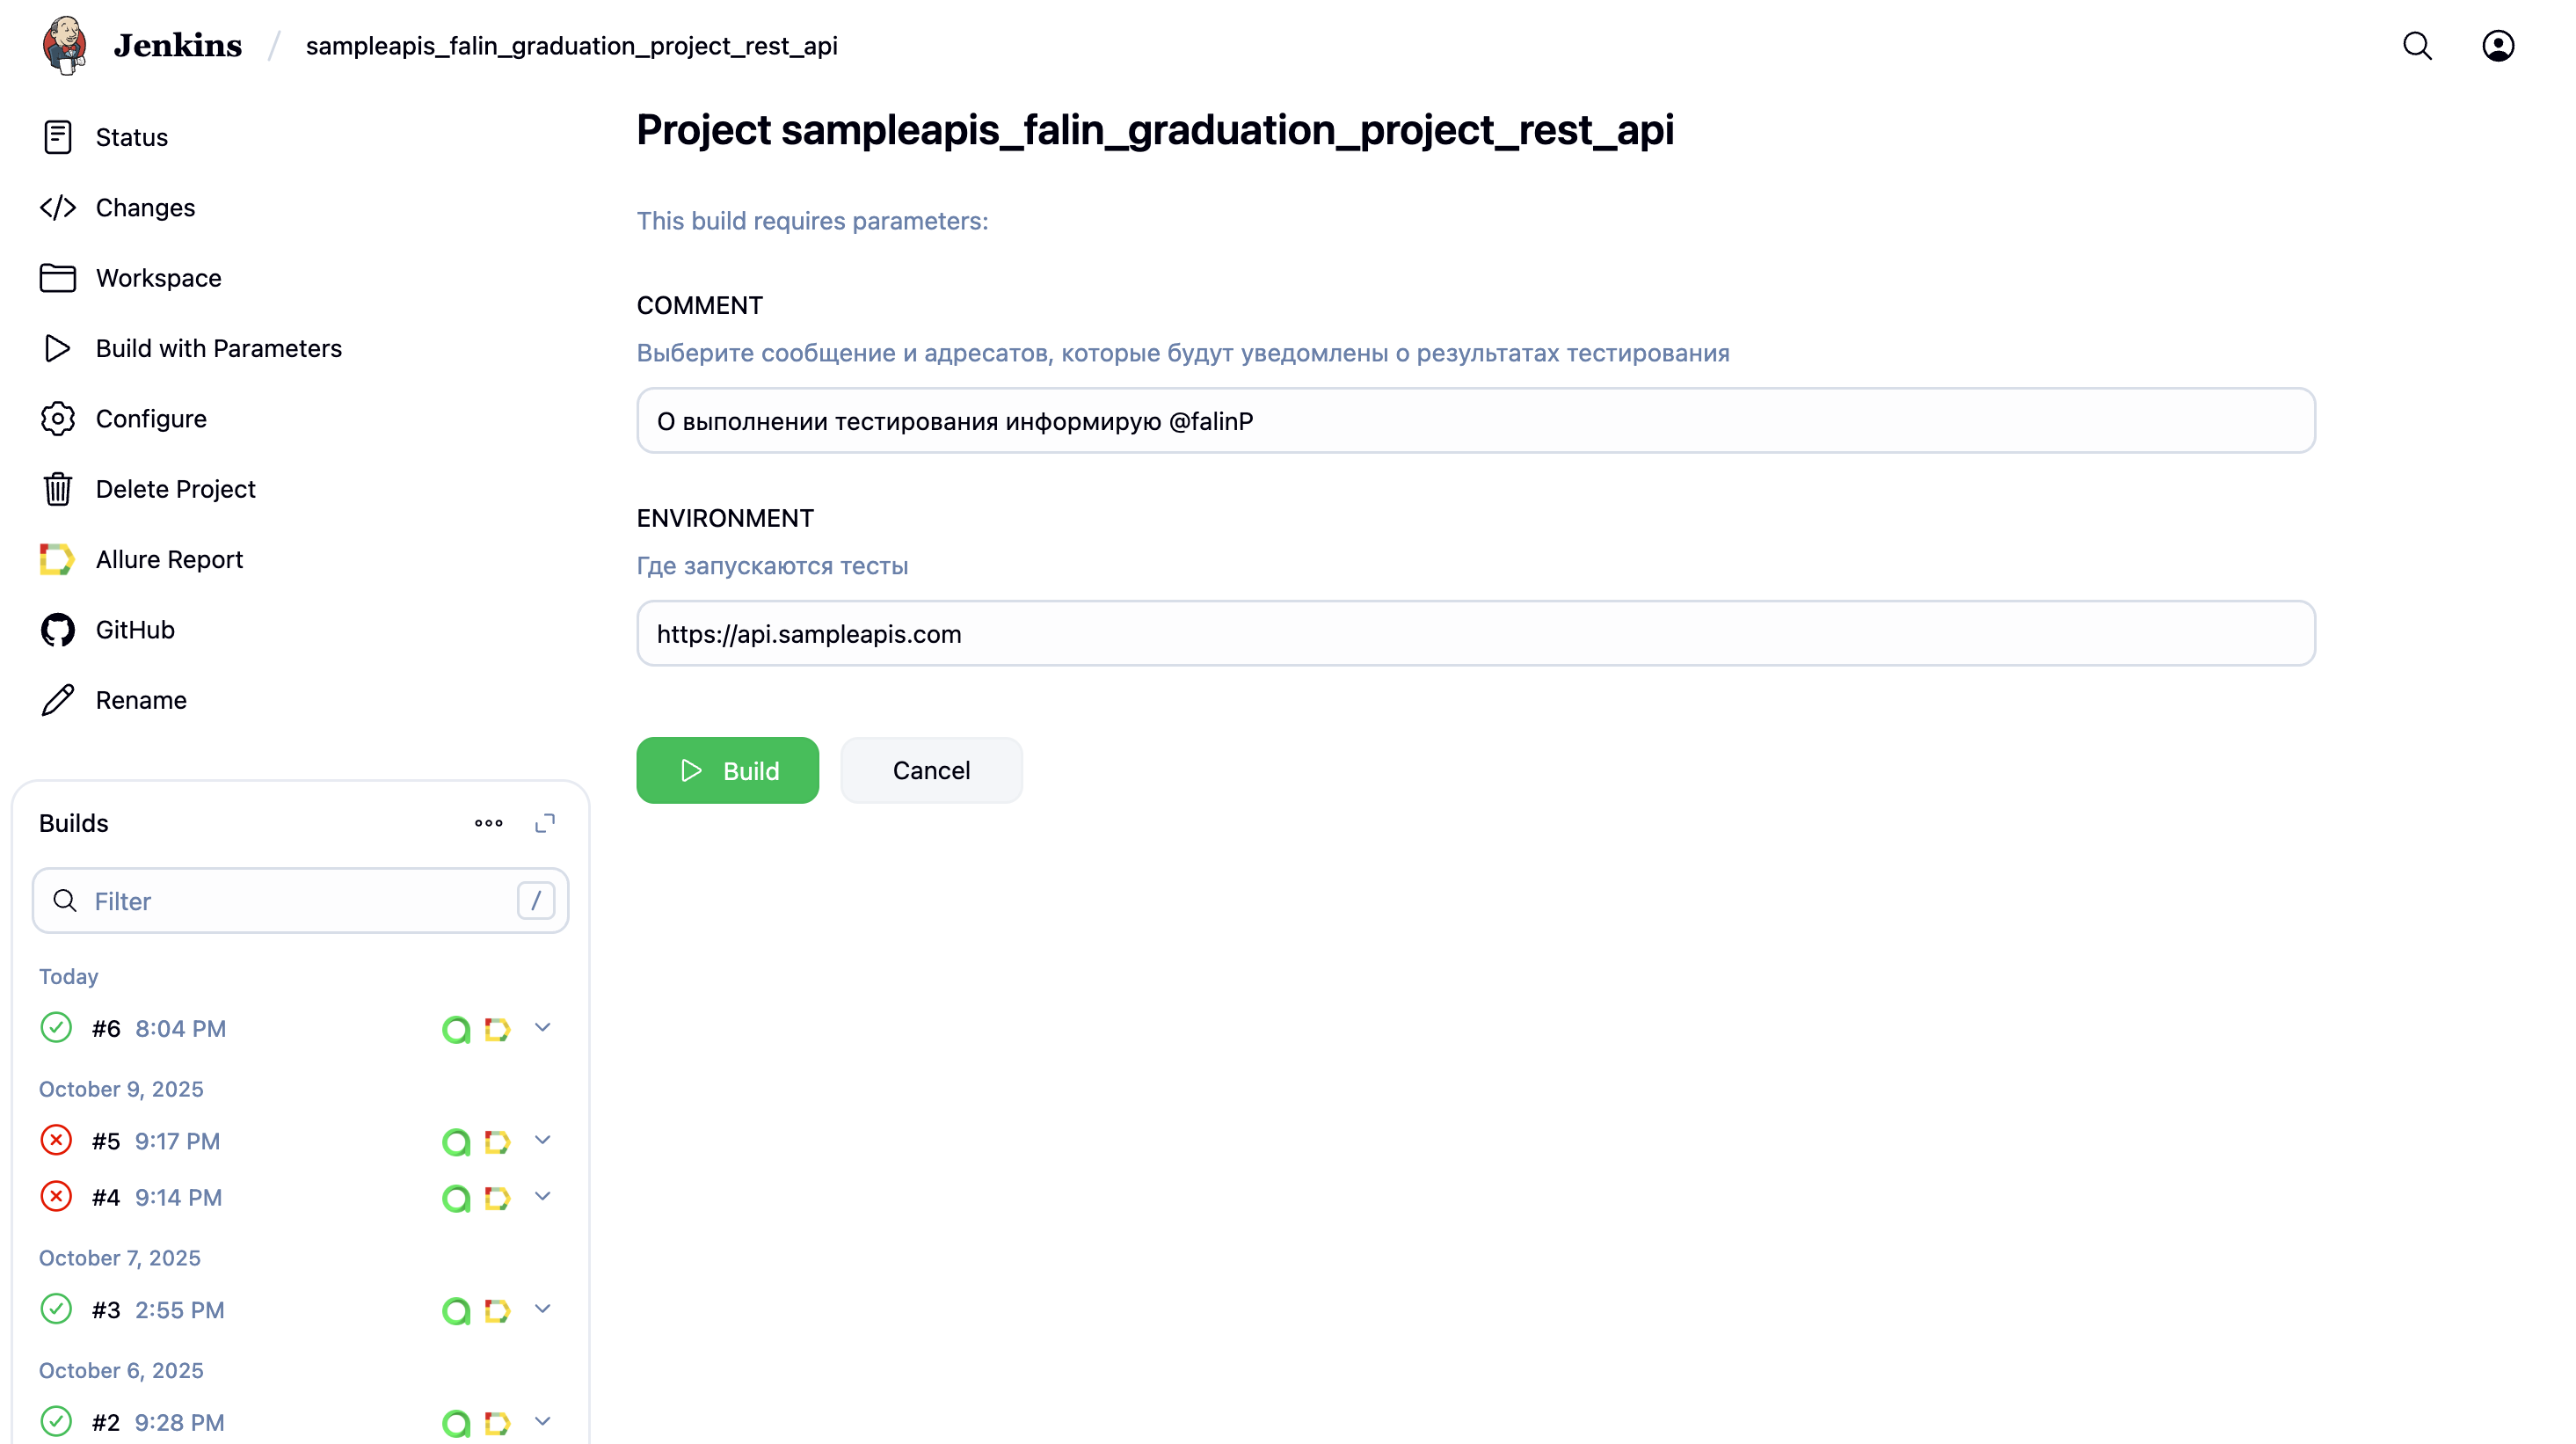 Jenkins / sampleapis_falin_graduation_project_rest_api
Status
Changes
Workspace
Build with Parameters
Configure
Delete Project
Allure Report
GitHub
Rename
Builds
Filter /
Today
#6 8:04 PM
October 9, 2025
#5 9:17 PM
#4 9:14 PM
October 7, 2025
#3 2:55 PM
October 6, 2025
#2 9:28 PM
Project sampleapis_falin_graduation_project_rest_api
This build requires parameters:
COMMENT
Выберите сообщение и адресатов, которые будут уведомлены о результатах тестирования
О выполнении тестирования информирую @falinP
ENVIRONMENT
Где запускаются тесты
https://api.sampleapis.com
Build
Cancel